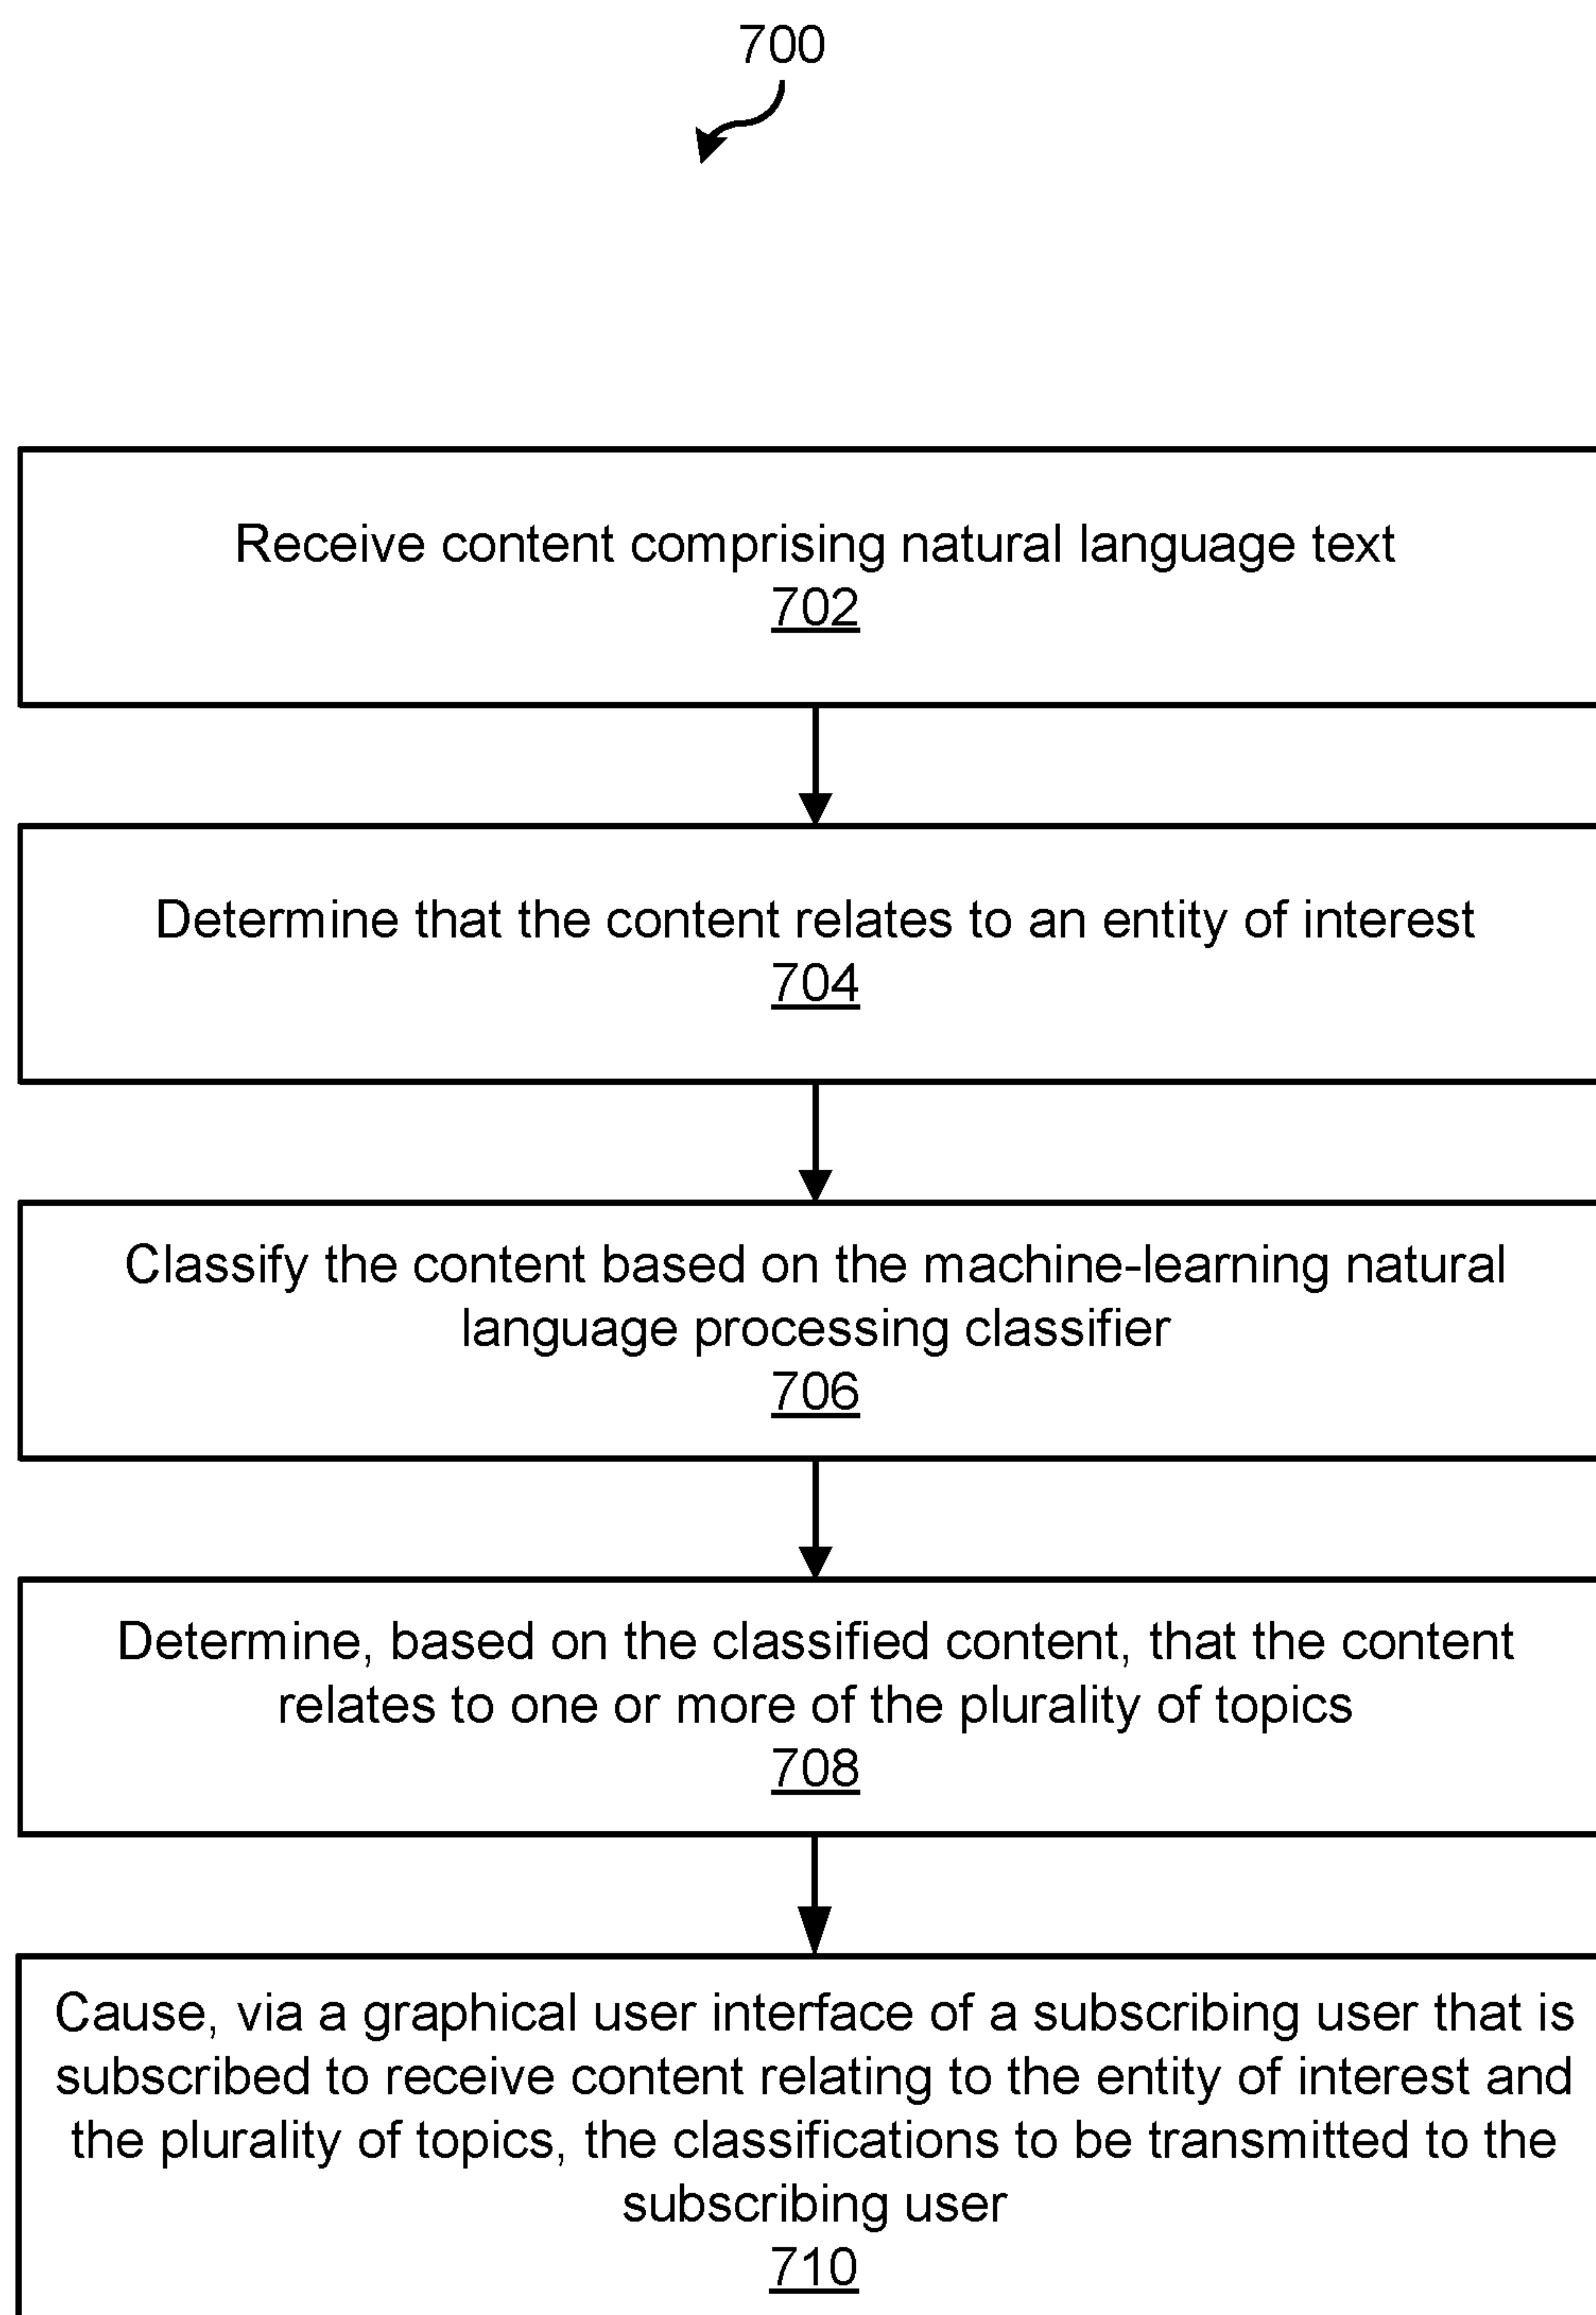 700
Receive content comprising natural language text
702
Determine that the content relates to an entity of interest
704
Classify the content based on the machine-learning natural
language processing classifier
706
Determine, based on the classified content, that the content
relates to one or more of the plurality of topics
708
Cause, via a graphical user interface of a subscribing user that is
subscribed to receive content relating to the entity of interest and
the plurality of topics, the classifications to be transmitted to the
subscribing user
710